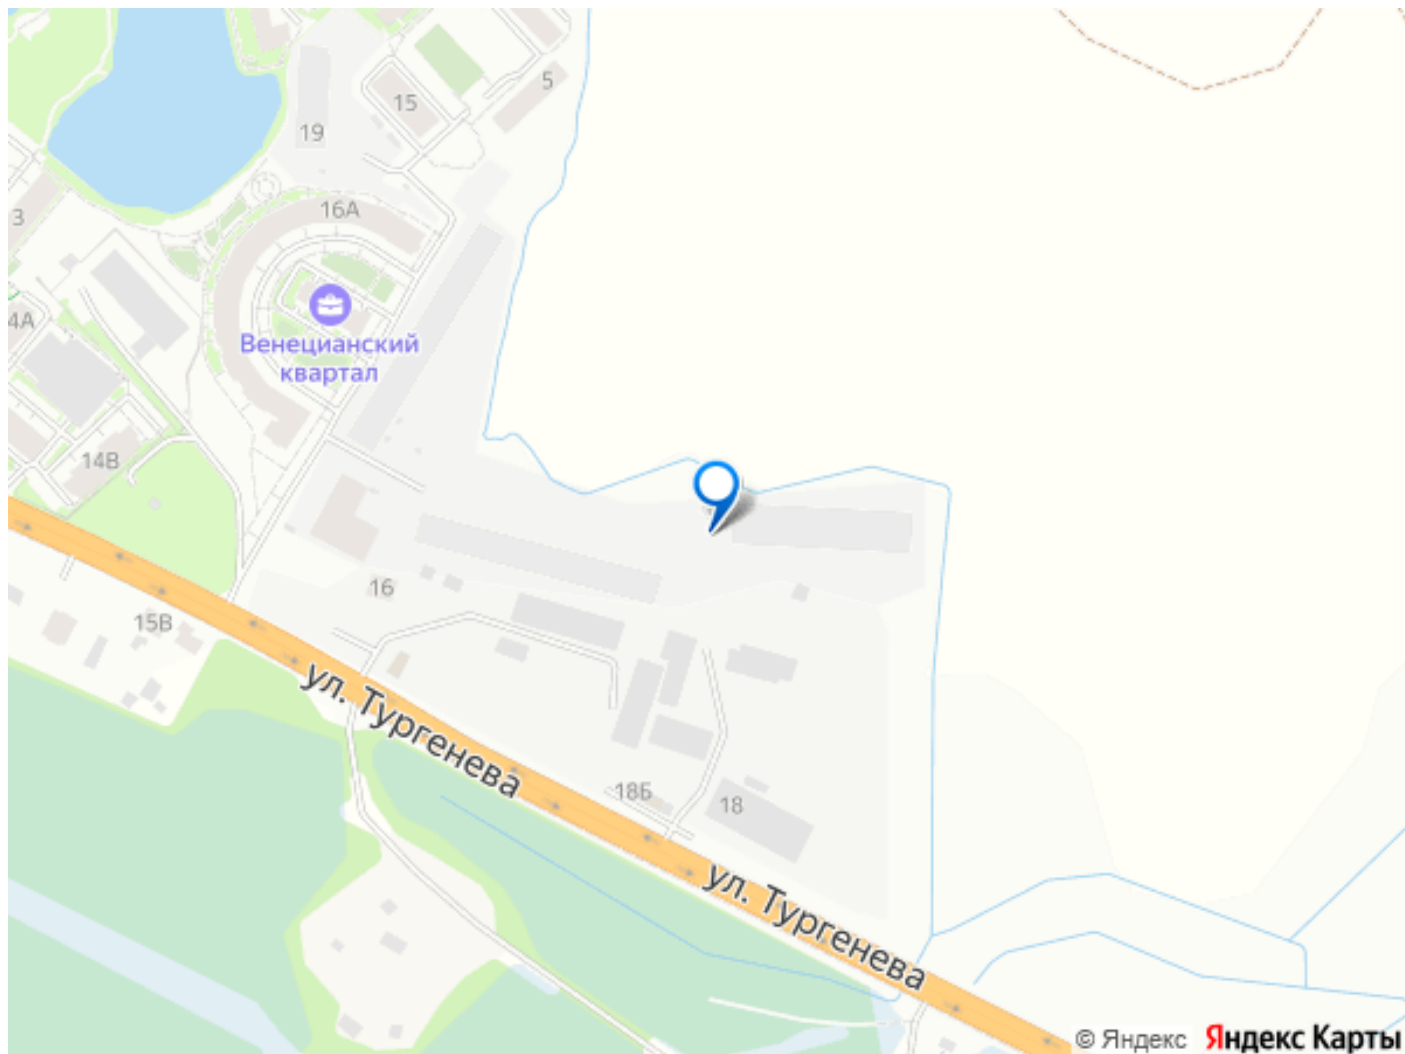 5
15
19
16А
3
Венецианский
квартал
4А
14В
16
15В
ул. Тургенева
18Б
18
ул. Тургенева
© Яндекс Яндекс Карты